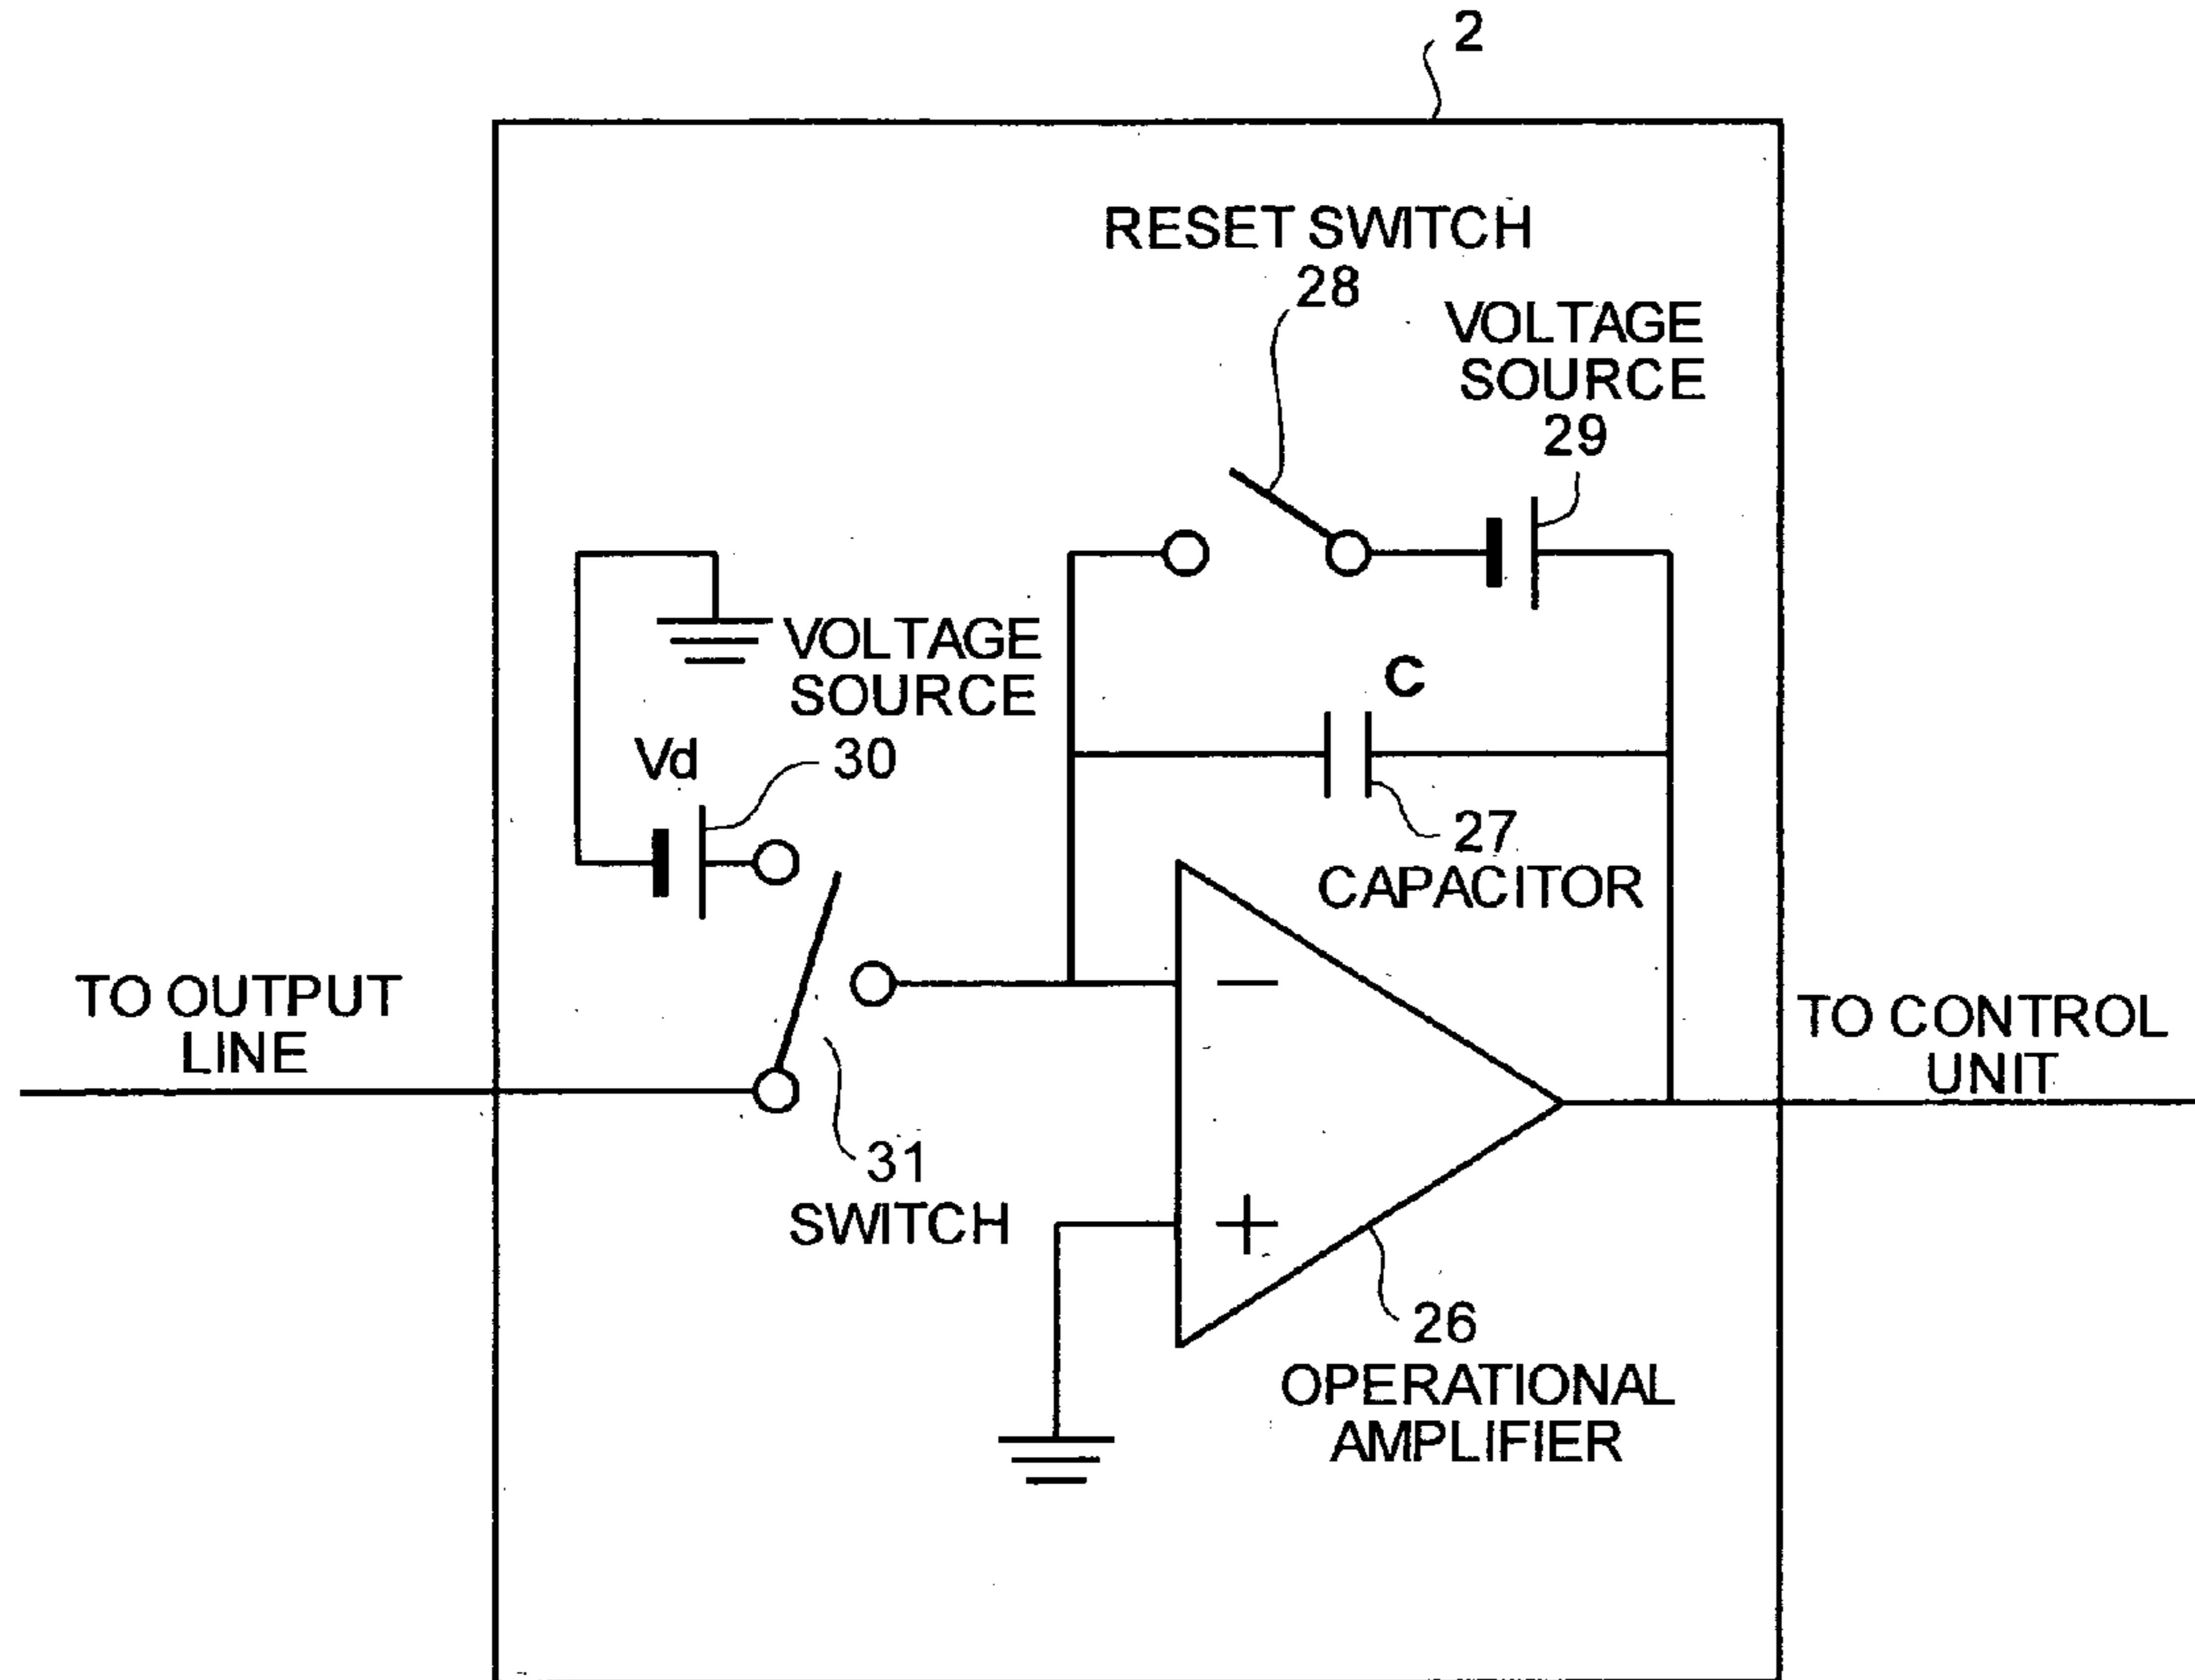 2
RESET SWITCH
28
VOLTAGE
SOURCE
29
VOLTAGE
SOURCE
C
Vd
30
27
CAPACITOR
TO OUTPUT
LINE
−
TO CONTROL
UNIT
31
SWITCH
+
26
OPERATIONAL
AMPLIFIER